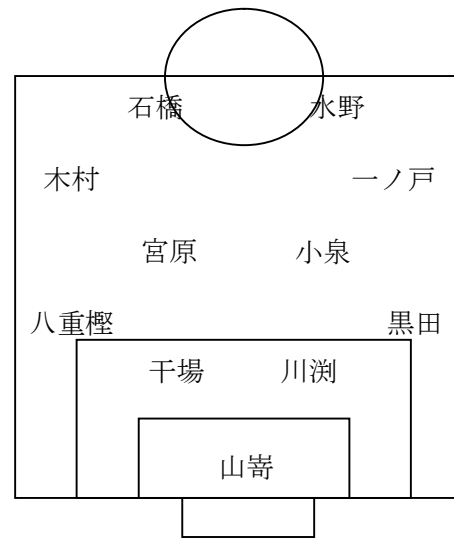 石橋 水野
木村 一ノ戸
宮原 小泉
八重樫 黒田
干場 川渕
山嵜